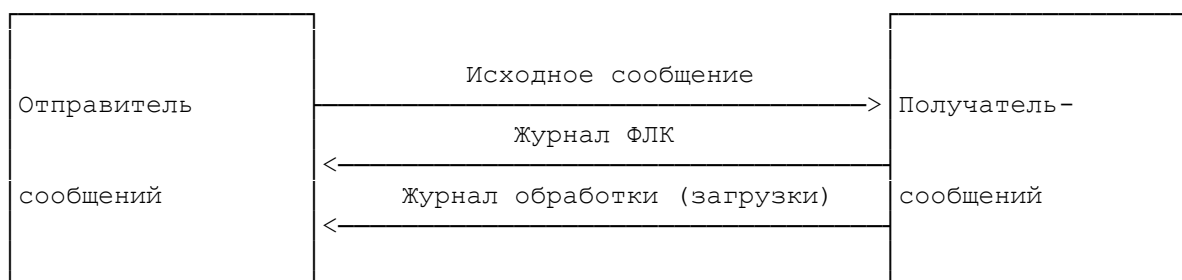 Исходное сообщение
Отправитель
Получатель-
Журнал ФЛК
сообщений
Журнал обработки (загрузки)
сообщений